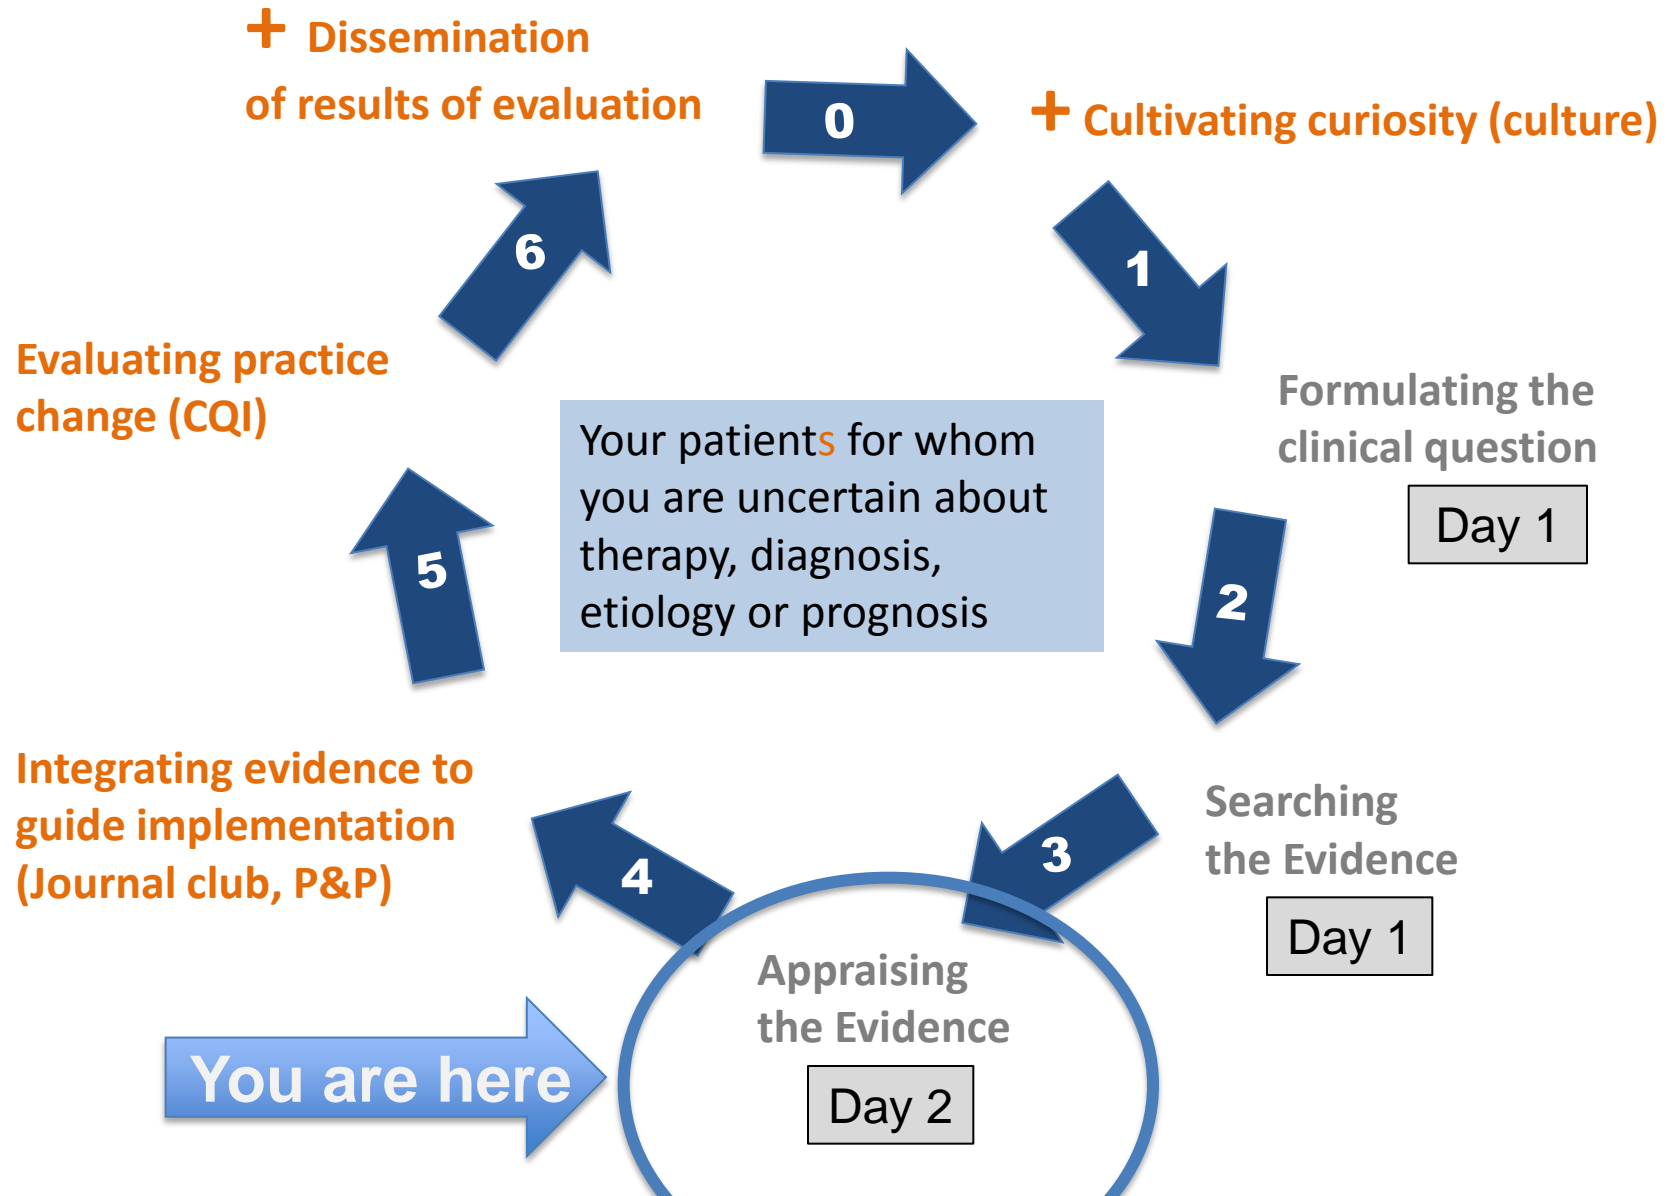 + Dissemination
of results of evaluation
0
+ Cultivating curiosity (culture)
1
Formulating the
clinical question
Day 1
2
Searching
the Evidence
Day 1
3
Appraising
the Evidence
Day 2
You are here
4
Integrating evidence to
guide implementation
(Journal club, P&P)
5
Evaluating practice
change (CQI)
6
Your patients for whom
you are uncertain about
therapy, diagnosis,
etiology or prognosis